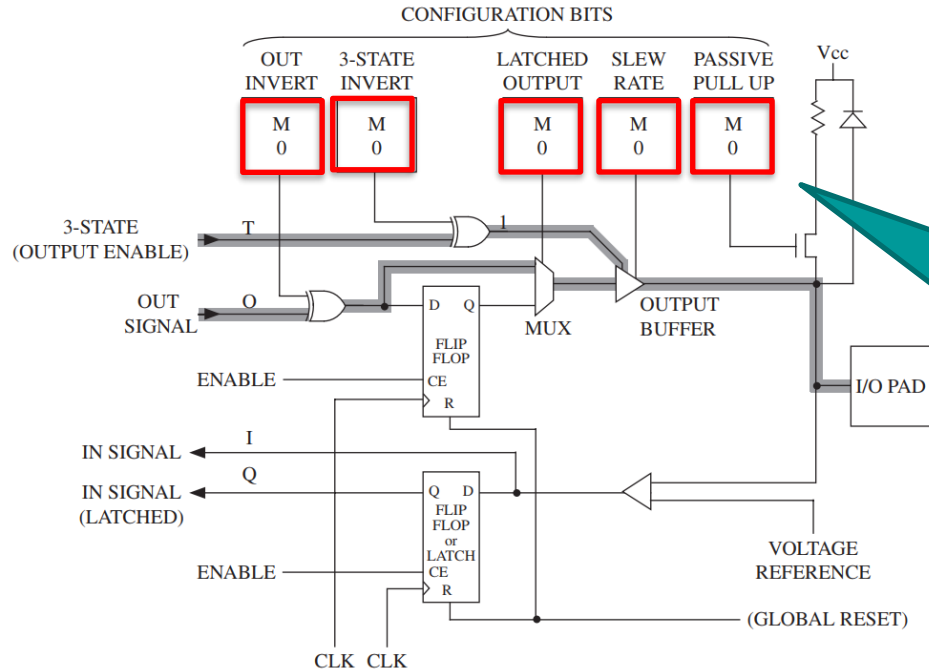 CONFIGURATION BITS
OUT
INVERT
3-STATE
INVERT
LATCHED
OUTPUT
SLEW
RATE
PASSIVE
PULL UP
Vcc
M
0
M
0
M
0
M
0
M
0
3-STATE
(OUTPUT ENABLE)
T
1
OUT
SIGNAL
O
D Q
FLIP
FLOP
CE
R
MUX
OUTPUT
BUFFER
I/O PAD
ENABLE
IN SIGNAL
I
IN SIGNAL
(LATCHED)
Q
Q D
FLIP
FLOP
or
LATCH
CE
R
ENABLE
VOLTAGE
REFERENCE
(GLOBAL RESET)
CLK CLK